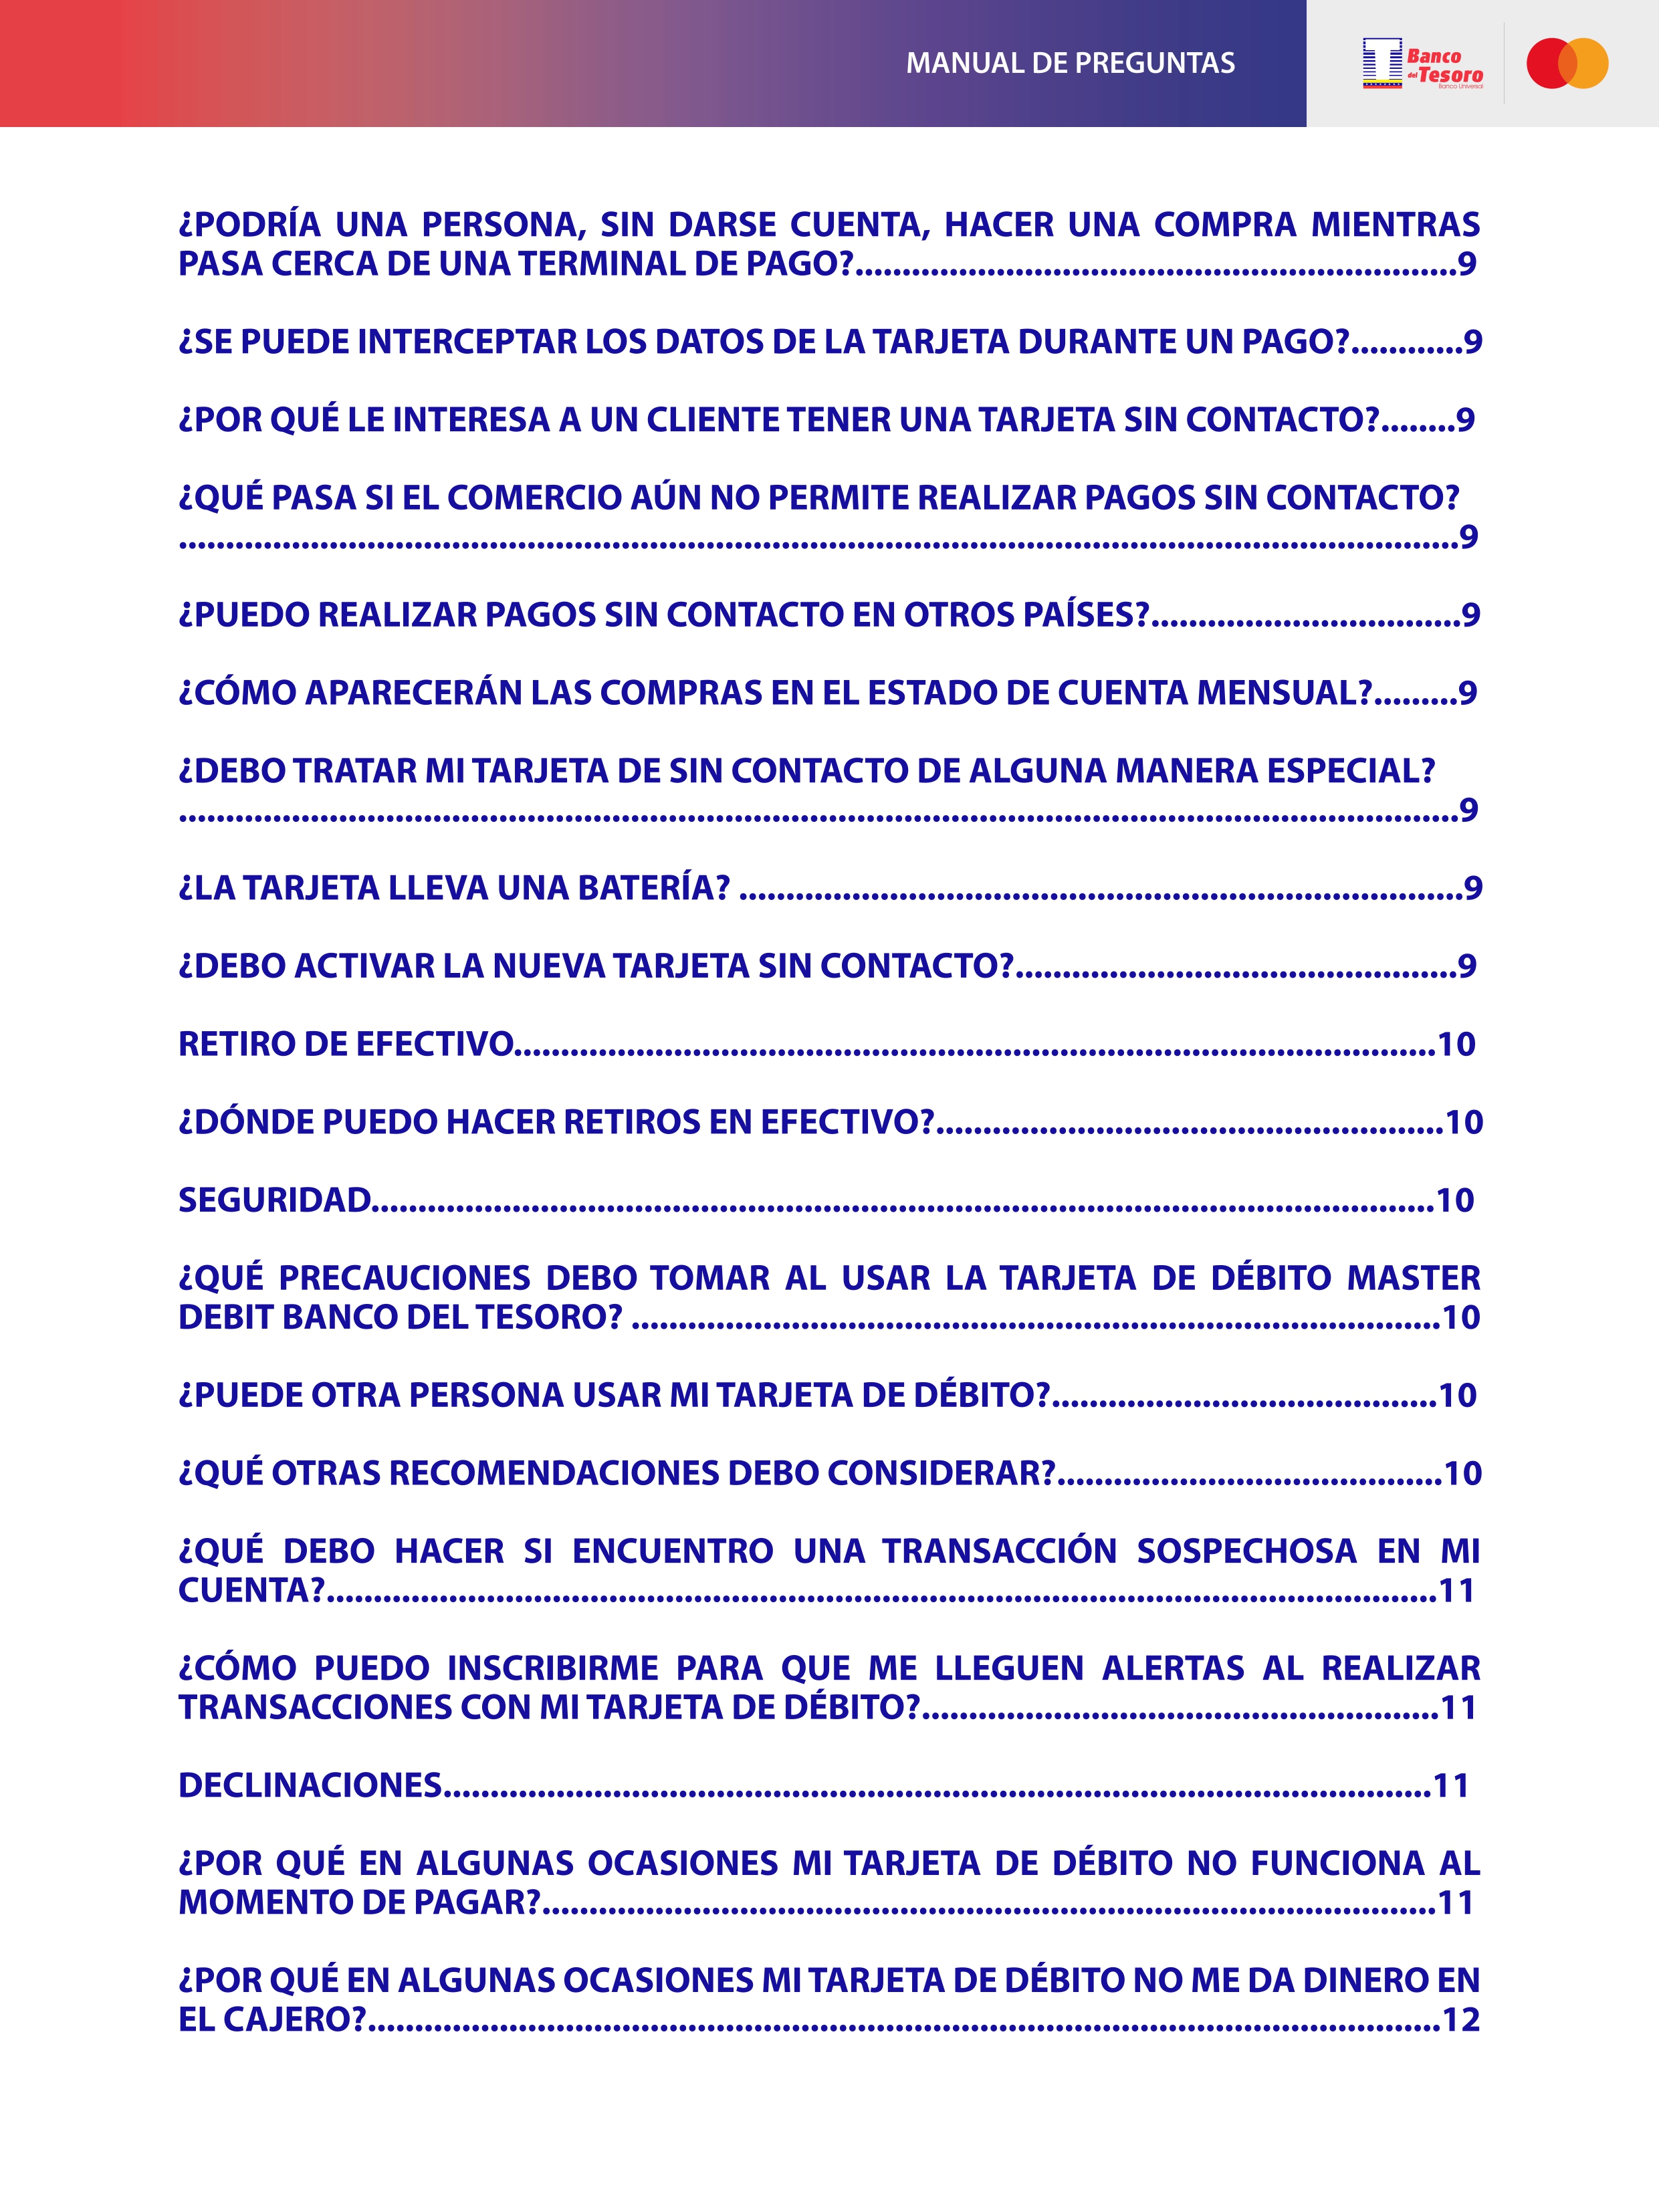 MANUAL DE PREGUNTAS
Banco
del Tesoro
Banco Universal
¿PODRÍA UNA PERSONA, SIN DARSE CUENTA, HACER UNA COMPRA MIENTRAS
PASA CERCA DE UNA TERMINAL DE PAGO?................................................................9
¿SE PUEDE INTERCEPTAR LOS DATOS DE LA TARJETA DURANTE UN PAGO?............9
¿POR QUÉ LE INTERESA A UN CLIENTE TENER UNA TARJETA SIN CONTACTO?........9
¿QUÉ PASA SI EL COMERCIO AÚN NO PERMITE REALIZAR PAGOS SIN CONTACTO?
........................................................................................................................................9
¿PUEDO REALIZAR PAGOS SIN CONTACTO EN OTROS PAÍSES?.................................9
¿CÓMO APARECERÁN LAS COMPRAS EN EL ESTADO DE CUENTA MENSUAL?.........9
¿DEBO TRATAR MI TARJETA DE SIN CONTACTO DE ALGUNA MANERA ESPECIAL?
........................................................................................................................................9
¿LA TARJETA LLEVA UNA BATERÍA? .............................................................................9
¿DEBO ACTIVAR LA NUEVA TARJETA SIN CONTACTO?...............................................9
RETIRO DE EFECTIVO..................................................................................................10
¿DÓNDE PUEDO HACER RETIROS EN EFECTIVO?......................................................10
SEGURIDAD.................................................................................................................10
¿QUÉ PRECAUCIONES DEBO TOMAR AL USAR LA TARJETA DE DÉBITO MASTER
DEBIT BANCO DEL TESORO? ......................................................................................10
¿PUEDE OTRA PERSONA USAR MI TARJETA DE DÉBITO?.........................................10
¿QUÉ OTRAS RECOMENDACIONES DEBO CONSIDERAR?.........................................10
¿QUÉ DEBO HACER SI ENCUENTRO UNA TRANSACCIÓN SOSPECHOSA EN MI
CUENTA?......................................................................................................................11
¿CÓMO PUEDO INSCRIBIRME PARA QUE ME LLEGUEN ALERTAS AL REALIZAR
TRANSACCIONES CON MI TARJETA DE DÉBITO?.......................................................11
DECLINACIONES.........................................................................................................11
¿POR QUÉ EN ALGUNAS OCASIONES MI TARJETA DE DÉBITO NO FUNCIONA AL
MOMENTO DE PAGAR?...............................................................................................11
¿POR QUÉ EN ALGUNAS OCASIONES MI TARJETA DE DÉBITO NO ME DA DINERO EN
EL CAJERO?..................................................................................................................12